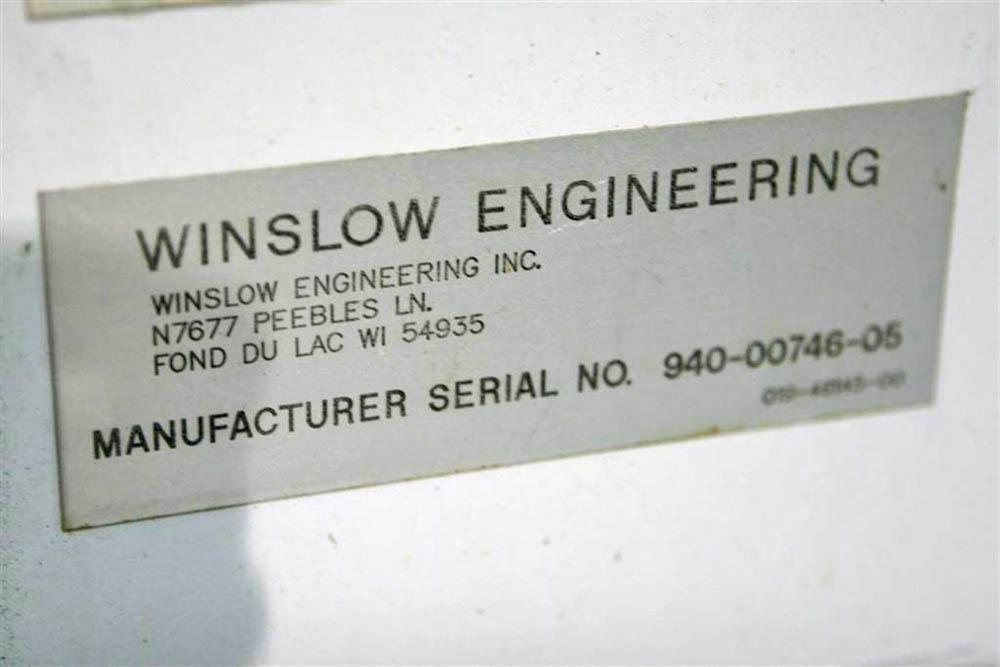 WINSLOW ENGINEERING
WINSLOW ENGINEERING INC.
N7677 PEEBLES LN.
FOND DU LAC WI 54935
MANUFACTURER SERIAL NO. 940-00746-05